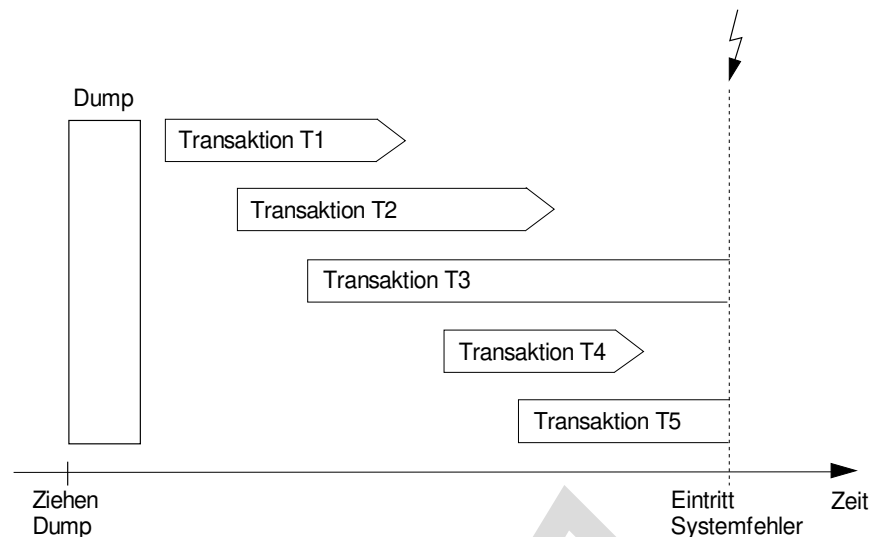 Dump
Transaktion T1
Transaktion T2
Transaktion T3
Transaktion T4
Transaktion T5
Ziehen
Dump
Eintritt
Systemfehler
Zeit